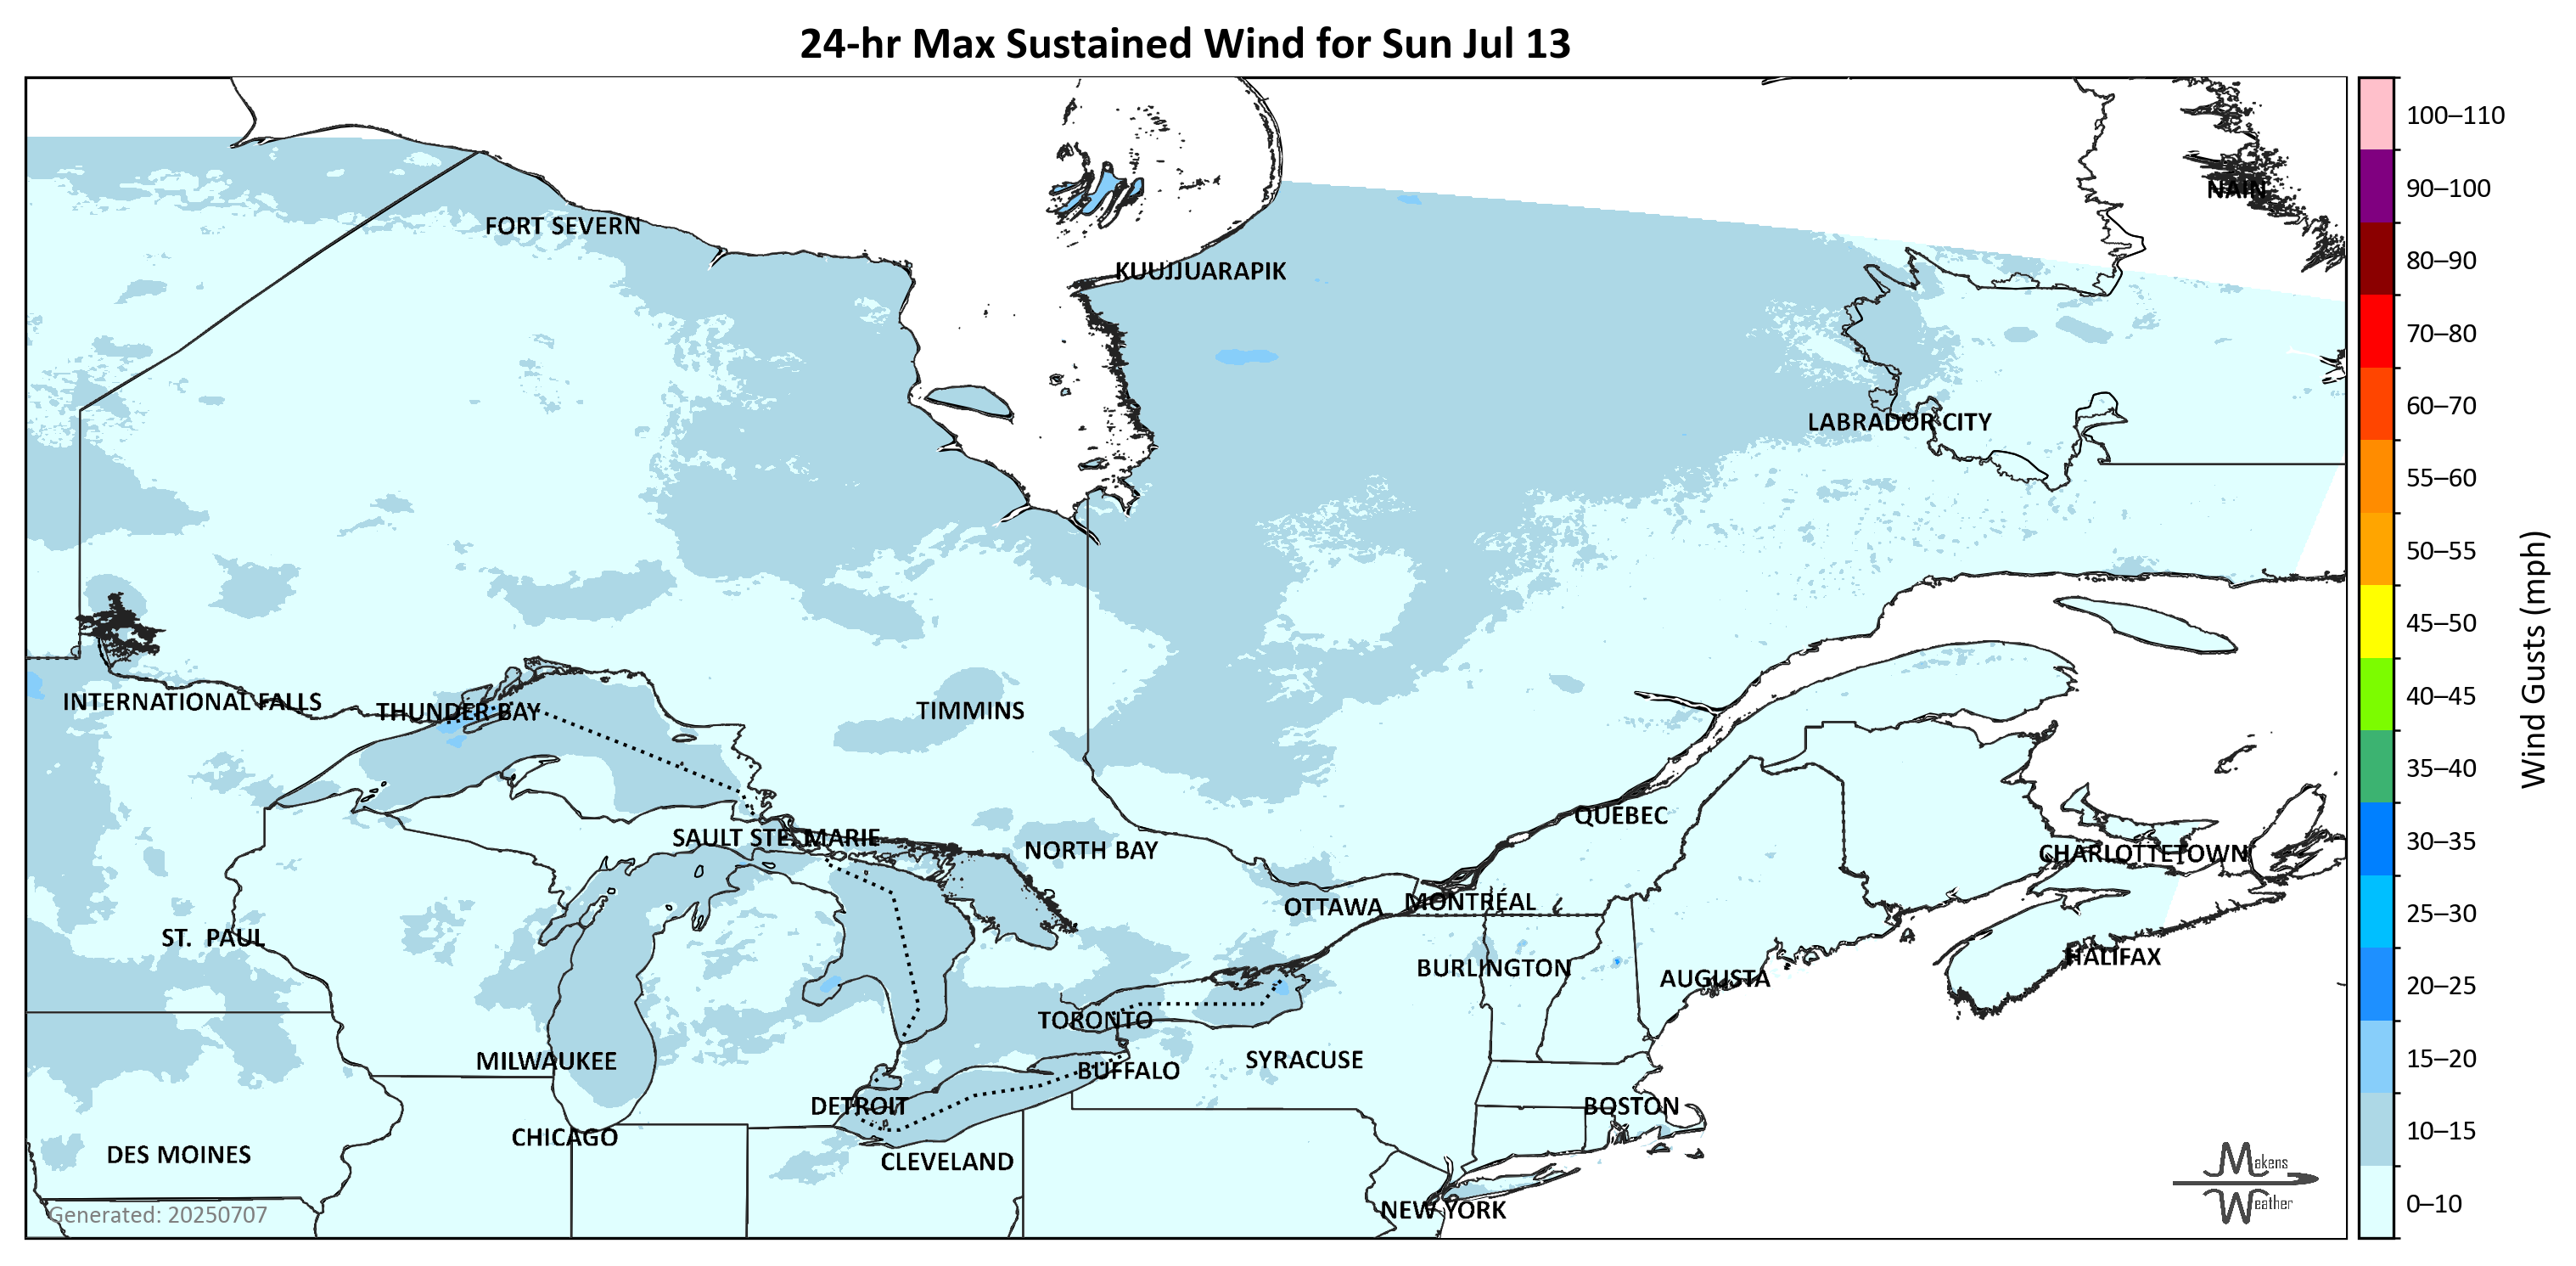 24-hr Max Sustained Wind for Sun Jul 13
100–110
90–100
NAIN
FORT SEVERN
80–90
KUUJJUARAPIK
70–80
60–70
LABRADOR CITY
55–60
50–55
45–50
Wind Gusts (mph)
INTERNATIONAL FALLS
THUNDER BAY
TIMMINS
40–45
35–40
QUEBEC
SAULT STE. MARIE
NORTH BAY
CHARLOTTETOWN
30–35
OTTAWA
MONTRÉAL
25–30
ST. PAUL
BURLINGTON
AUGUSTA
HALIFAX
20–25
TORONTO
MILWAUKEE
BUFFALO
SYRACUSE
15–20
DETROIT
BOSTON
CHICAGO
10–15
DES MOINES
CLEVELAND
Makens
Weather
NEW YORK
0–10
Generated: 20250707